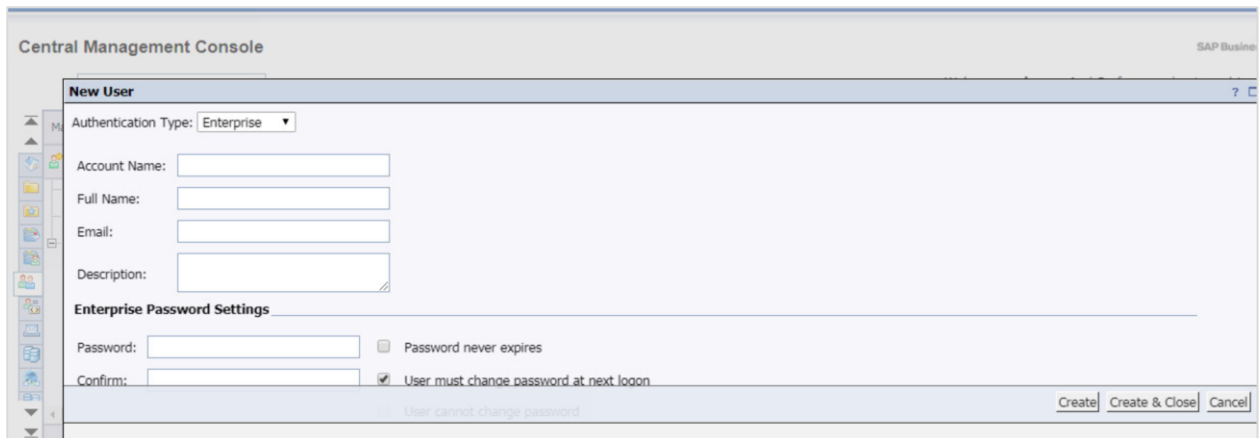 Central Management Console
SAP Busine
New User
?
Authentication Type: Enterprise
Account Name:
Full Name:
Email:
Description:
Enterprise Password Settings
Password: Password never expires
Confirm: User must change password at next logon
User cannot change password
Create Create & Close Cancel